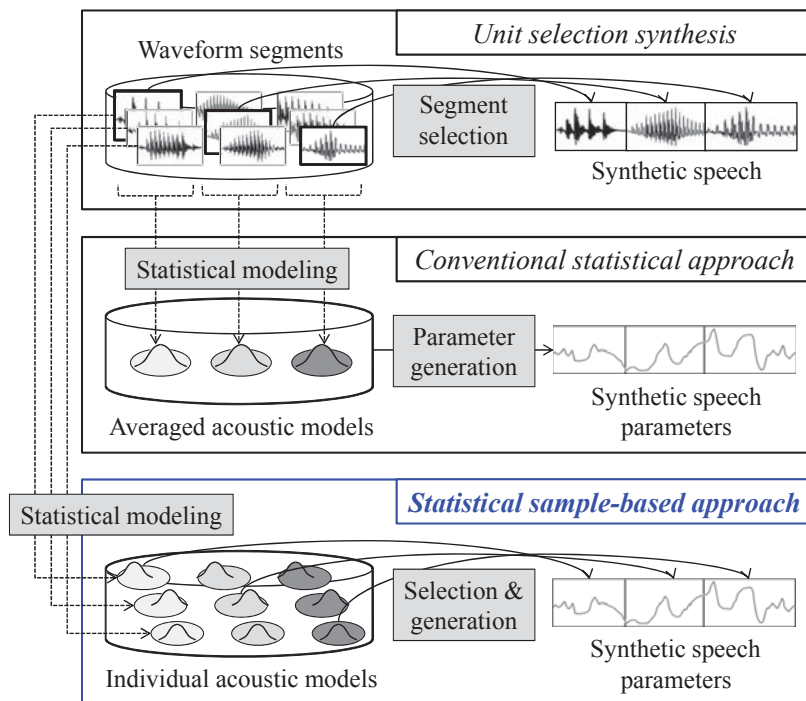 Unit selection synthesis
Waveform segments
Segment
selection
Synthetic speech
Conventional statistical approach
Statistical modeling
Parameter
generation
Averaged acoustic models
Synthetic speech
parameters
Statistical sample-based approach
Statistical modeling
Selection &
generation
Individual acoustic models
Synthetic speech
parameters